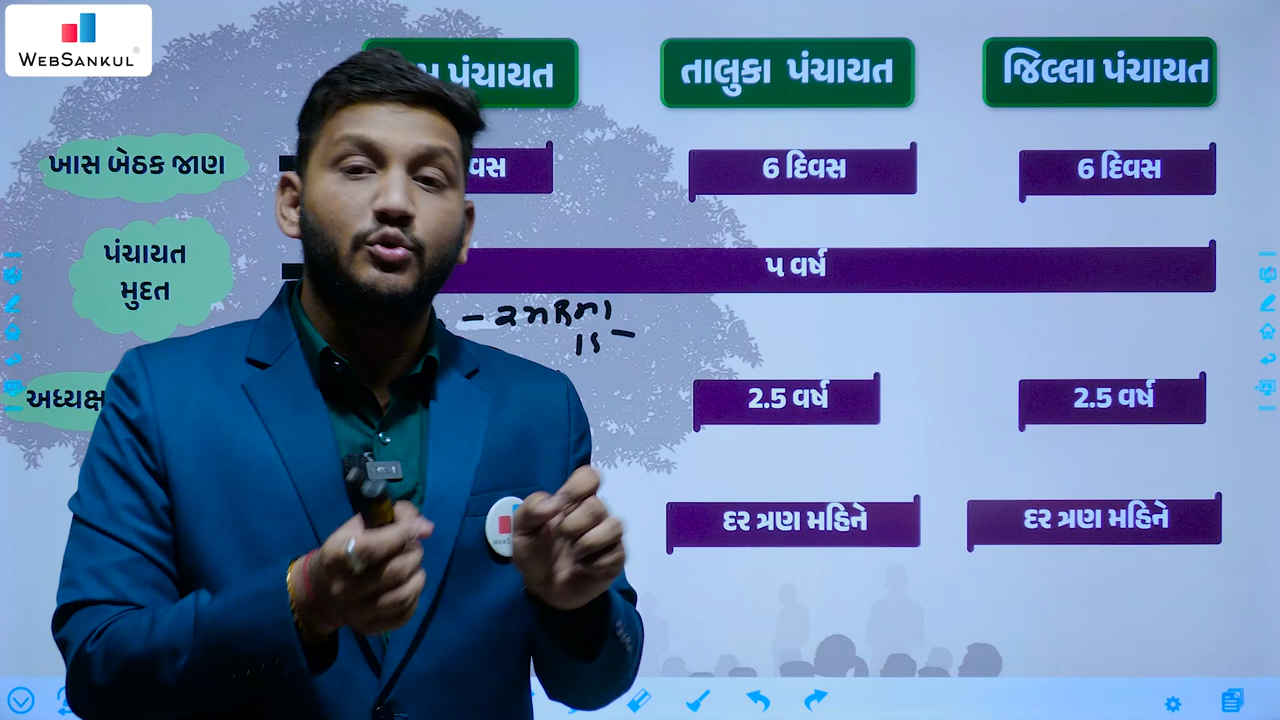 WEBSANKUL®
પંચાયત
તાલુકા પંચાયત
જિલ્લા પંચાયત
ખાસ બેઠક જાણ
6 દિવસ
6 દિવસ
પંચાયત
મુદત
૫ વર્ષ
અધ્યક્ષ
2.5 વર્ષ
2.5 વર્ષ
દર ત્રણ મહિને
દર ત્રણ મહિને